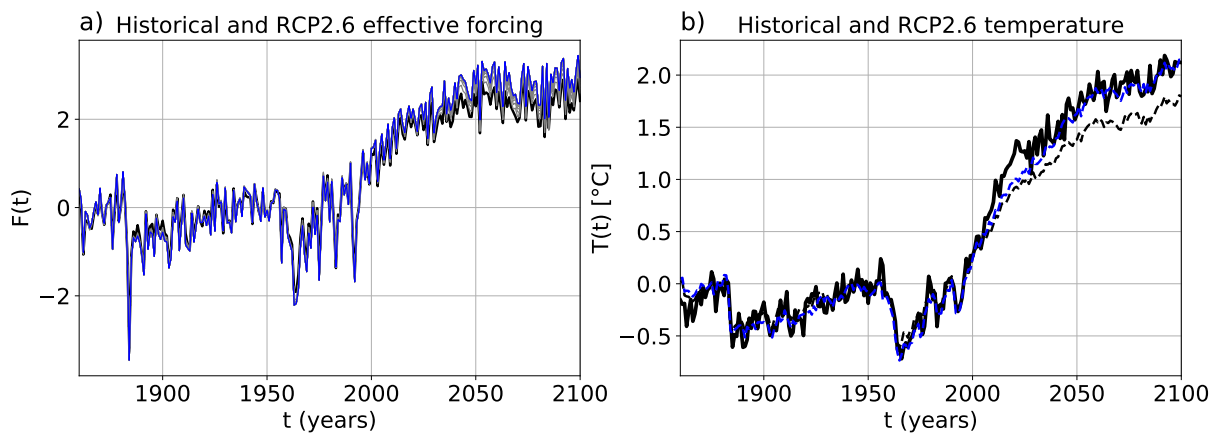 a) Historical and RCP2.6 effective forcing
2
0
−2
F(t)
1900 1950 2000 2050 2100
t (years)
b) Historical and RCP2.6 temperature
2.0
1.5
1.0
0.5
0.0
−0.5
T(t) [°C]
1900 1950 2000 2050 2100
t (years)